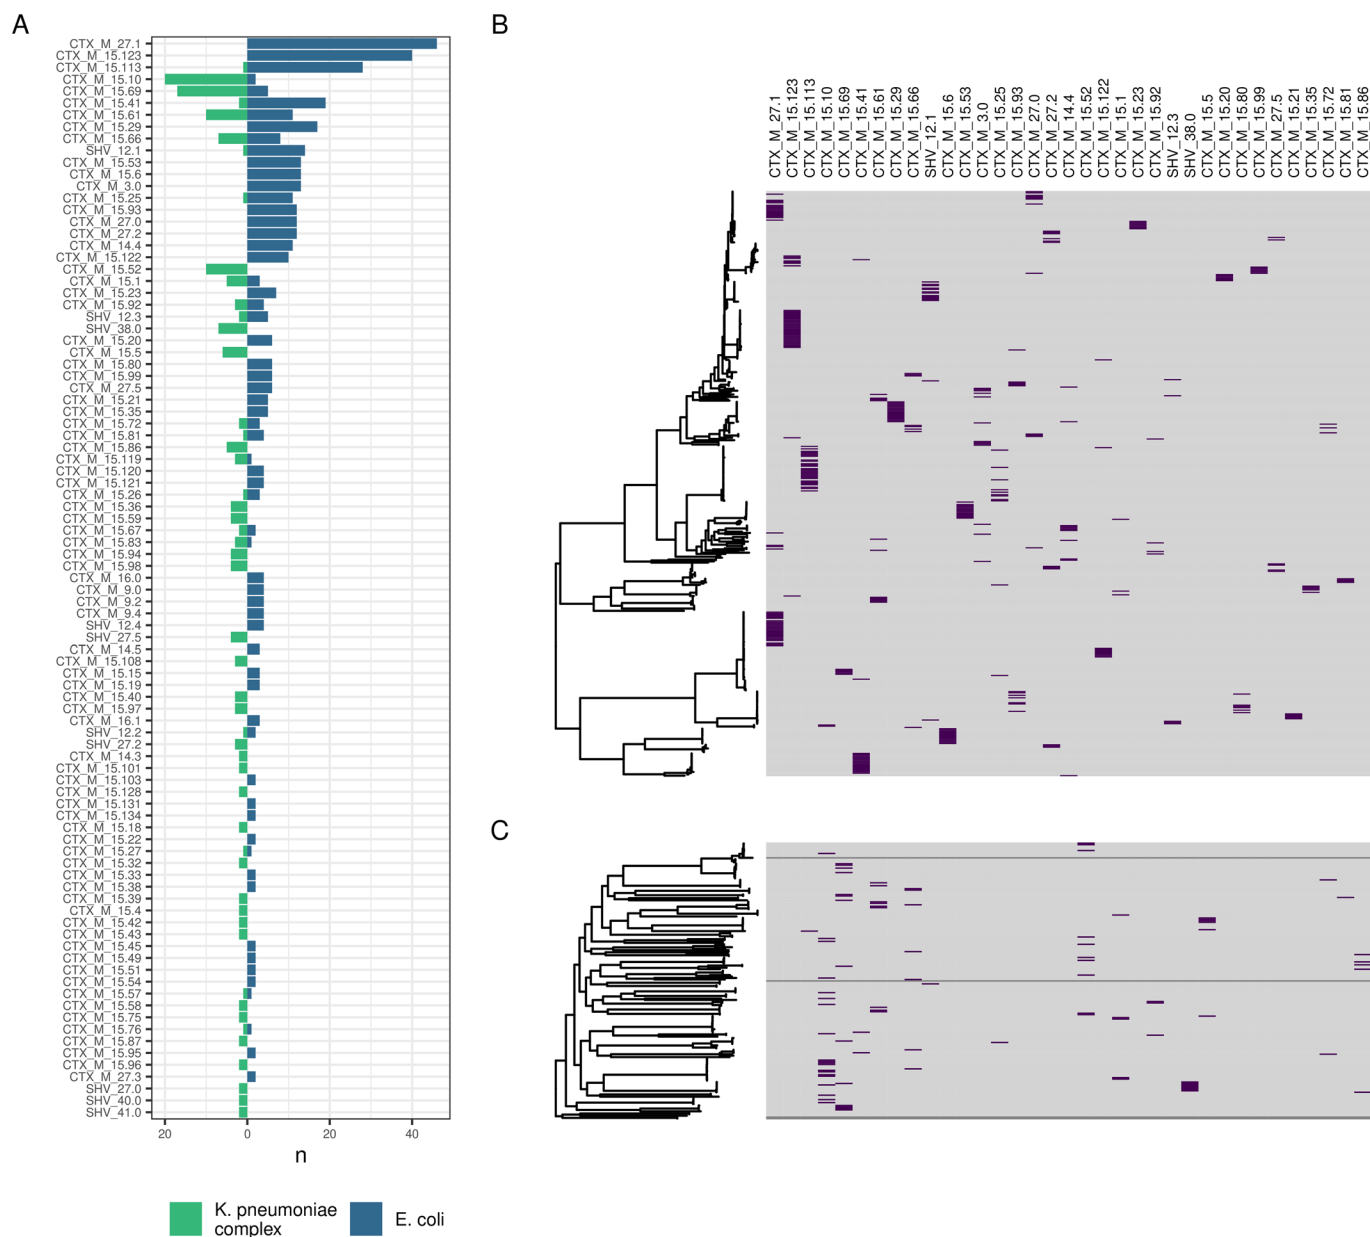 A
CTX_M_27.1
CTX_M_15.123
CTX_M_15.113
CTX_M_15.10
CTX_M_15.69
CTX_M_15.41
CTX_M_15.61
CTX_M_15.29
CTX_M_15.66
SHV_12.1
CTX_M_15.53
CTX_M_15.6
CTX_M_3.0
CTX_M_15.25
CTX_M_15.93
CTX_M_27.0
CTX_M_27.2
CTX_M_14.4
CTX_M_15.122
CTX_M_15.52
CTX_M_15.1
CTX_M_15.23
CTX_M_15.92
SHV_12.3
SHV_38.0
CTX_M_15.20
CTX_M_15.5
CTX_M_15.80
CTX_M_15.99
CTX_M_27.5
CTX_M_15.21
CTX_M_15.35
CTX_M_15.72
CTX_M_15.81
CTX_M_15.86
CTX_M_15.119
CTX_M_15.120
CTX_M_15.121
CTX_M_15.26
CTX_M_15.36
CTX_M_15.59
CTX_M_15.67
CTX_M_15.83
CTX_M_15.94
CTX_M_15.98
CTX_M_16.0
CTX_M_9.0
CTX_M_9.2
CTX_M_9.4
SHV_12.4
SHV_27.5
CTX_M_14.5
CTX_M_15.108
CTX_M_15.15
CTX_M_15.19
CTX_M_15.40
CTX_M_15.97
CTX_M_16.1
SHV_12.2
SHV_27.2
CTX_M_14.3
CTX_M_15.101
CTX_M_15.103
CTX_M_15.128
CTX_M_15.131
CTX_M_15.134
CTX_M_15.18
CTX_M_15.22
CTX_M_15.27
CTX_M_15.32
CTX_M_15.33
CTX_M_15.38
CTX_M_15.39
CTX_M_15.4
CTX_M_15.42
CTX_M_15.43
CTX_M_15.45
CTX_M_15.49
CTX_M_15.51
CTX_M_15.54
CTX_M_15.57
CTX_M_15.58
CTX_M_15.75
CTX_M_15.76
CTX_M_15.87
CTX_M_15.95
CTX_M_15.96
CTX_M_27.3
SHV_27.0
SHV_40.0
SHV_41.0
20 0 20 40
n
K. pneumoniae
complex
E. coli
B
CTX_M_27.1
CTX_M_15.123
CTX_M_15.113
CTX_M_15.10
CTX_M_15.69
CTX_M_15.41
CTX_M_15.61
CTX_M_15.29
CTX_M_15.66
SHV_12.1
CTX_M_15.6
CTX_M_15.53
CTX_M_3.0
CTX_M_15.25
CTX_M_15.93
CTX_M_27.0
CTX_M_27.2
CTX_M_14.4
CTX_M_15.52
CTX_M_15.122
CTX_M_15.1
CTX_M_15.23
CTX_M_15.92
SHV_12.3
SHV_38.0
CTX_M_15.5
CTX_M_15.20
CTX_M_15.80
CTX_M_15.99
CTX_M_27.5
CTX_M_15.21
CTX_M_15.35
CTX_M_15.72
CTX_M_15.81
CTX_M_15.86
C